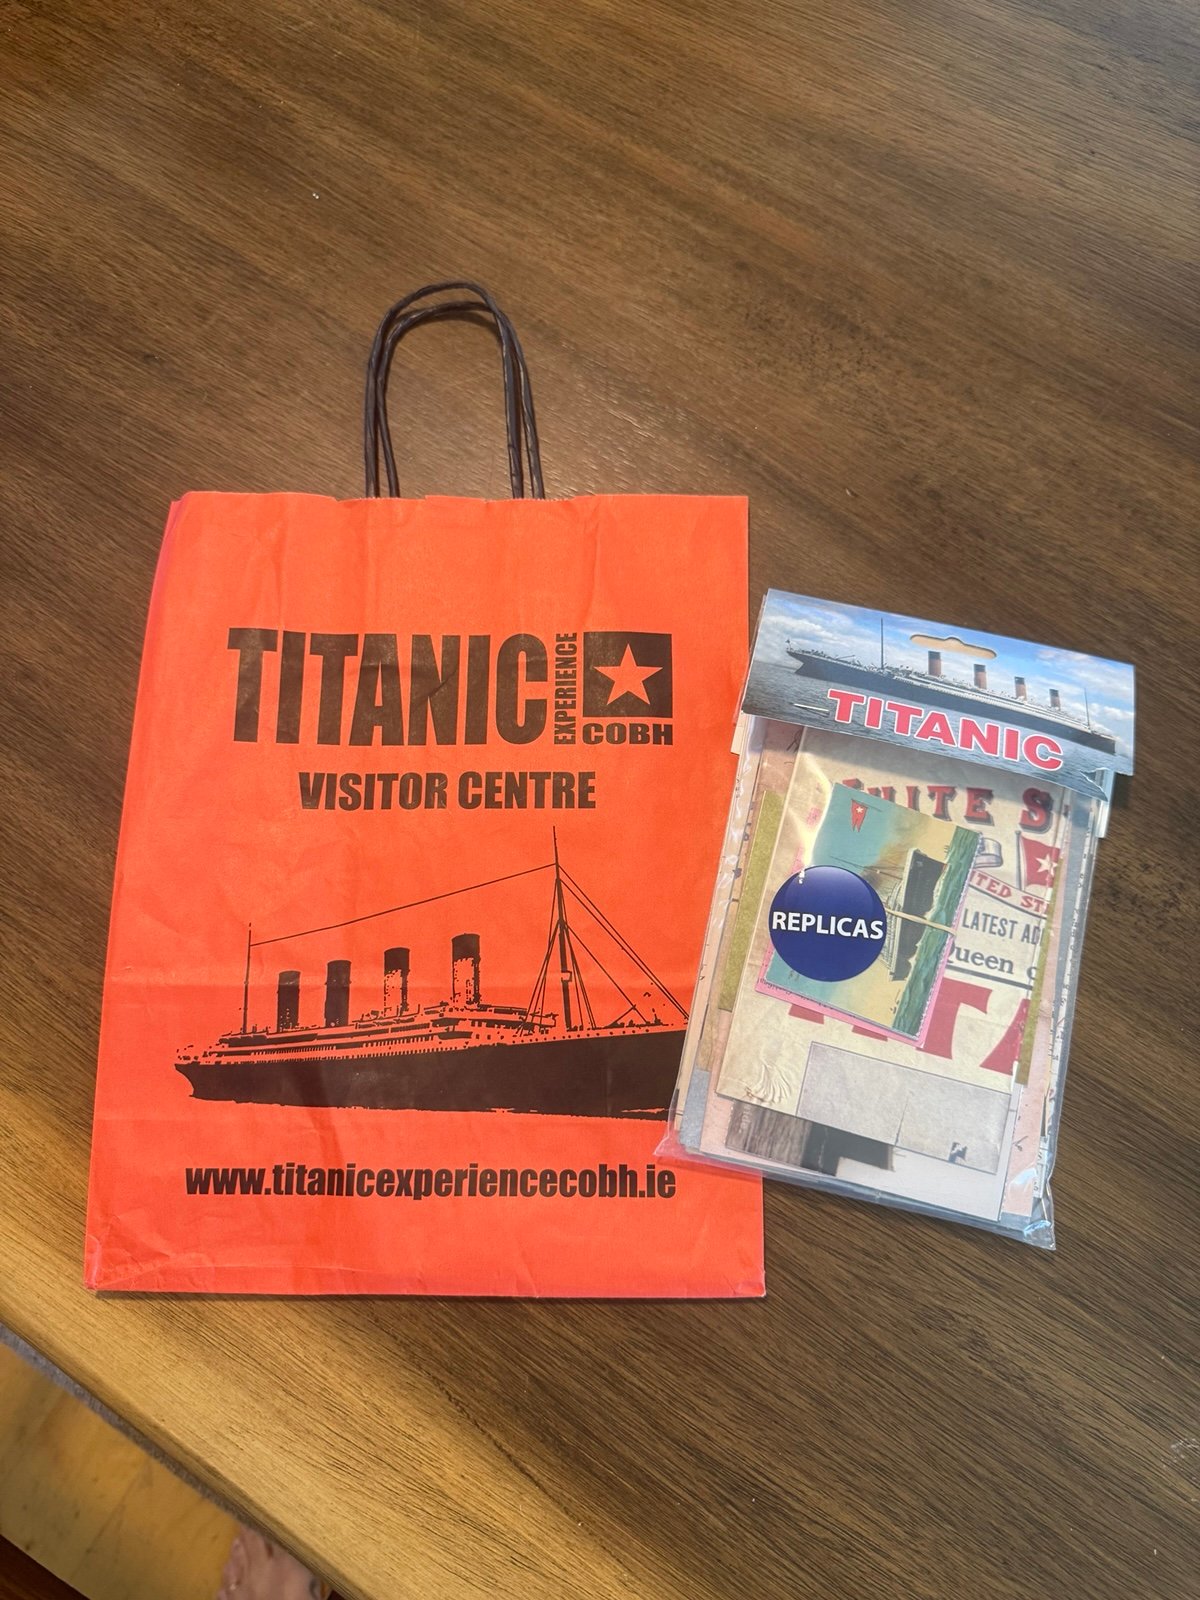 TITANIC
EXPERIENCE
COBH
VISITOR CENTRE
www.titanicexperiencecobh.ie
TITANIC
REPLICAS
LATEST
Queen